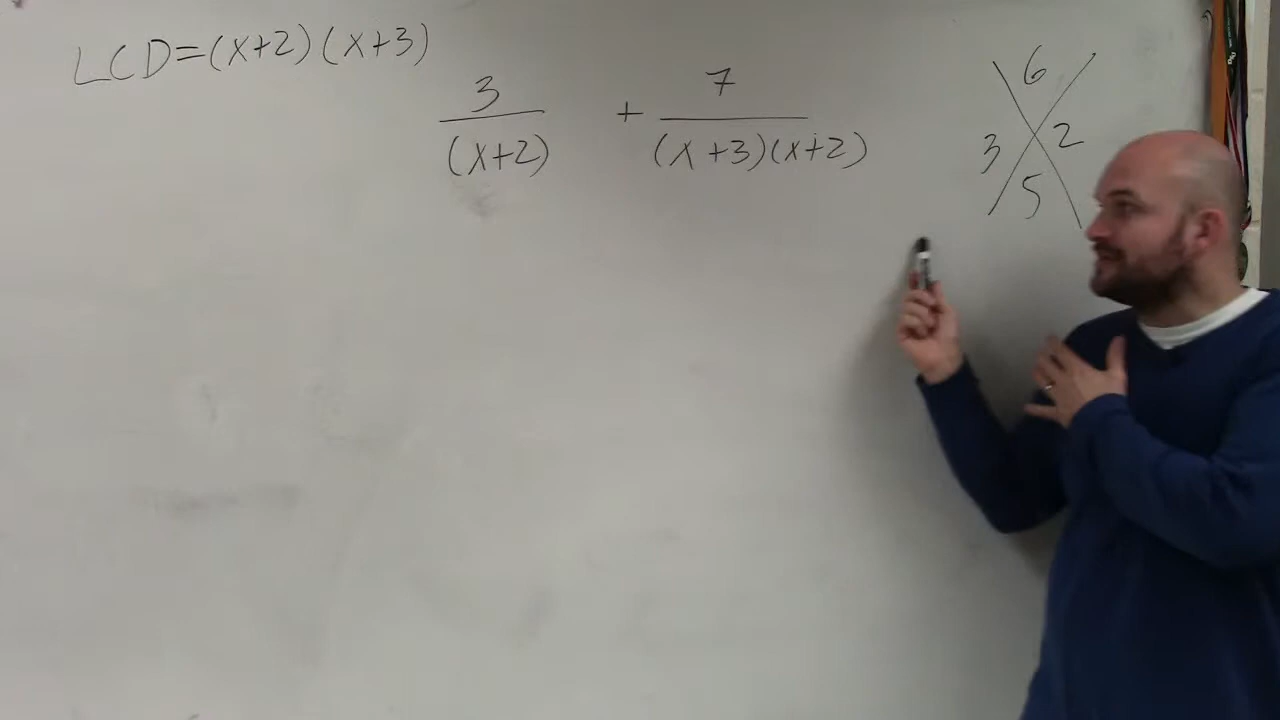 LCD=(x+2)(x+3)
3 + 7
(x+2) (x+3)(x+2)
6
3 2
5